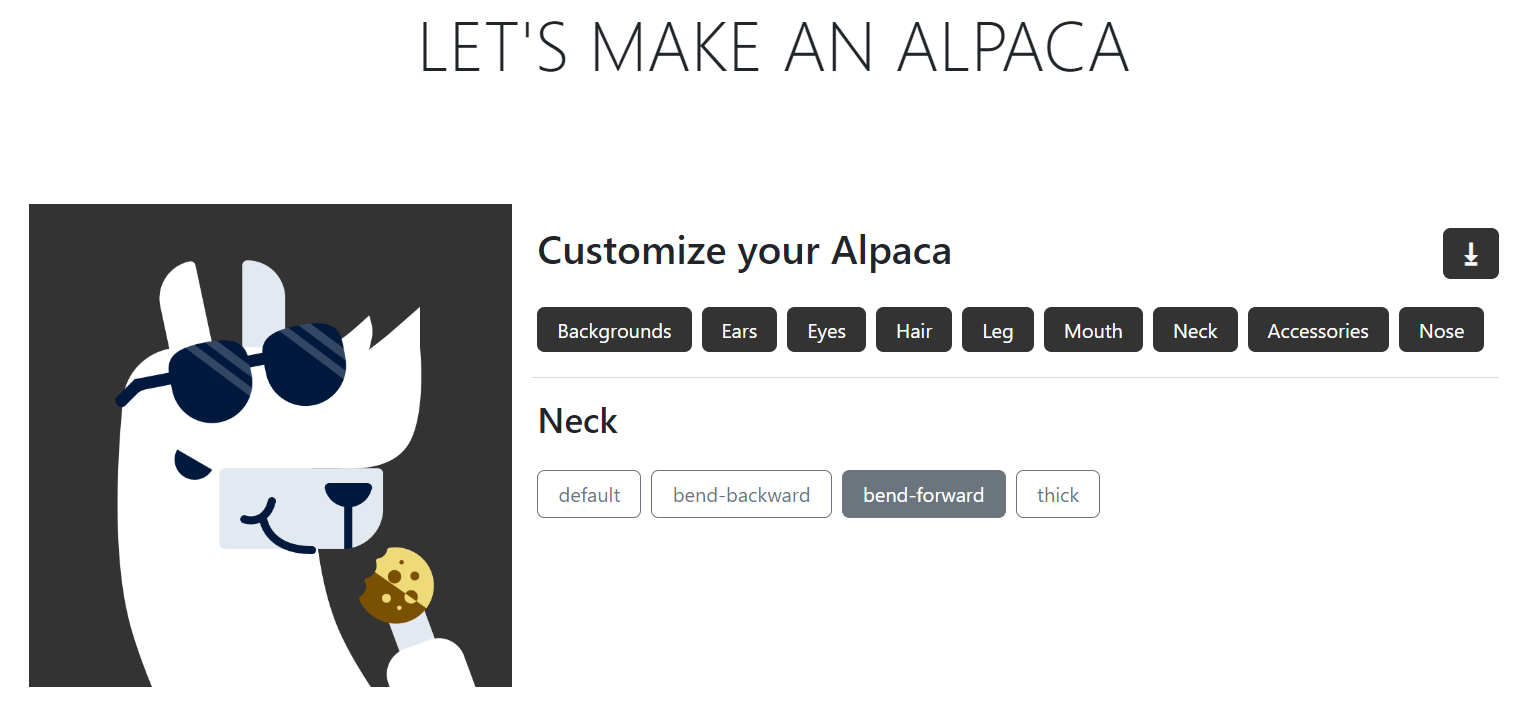 LET'S MAKE AN ALPACA
Customize your Alpaca
Backgrounds Ears Eyes Hair Leg Mouth Neck Accessories Nose
Neck
default bend-backward bend-forward thick